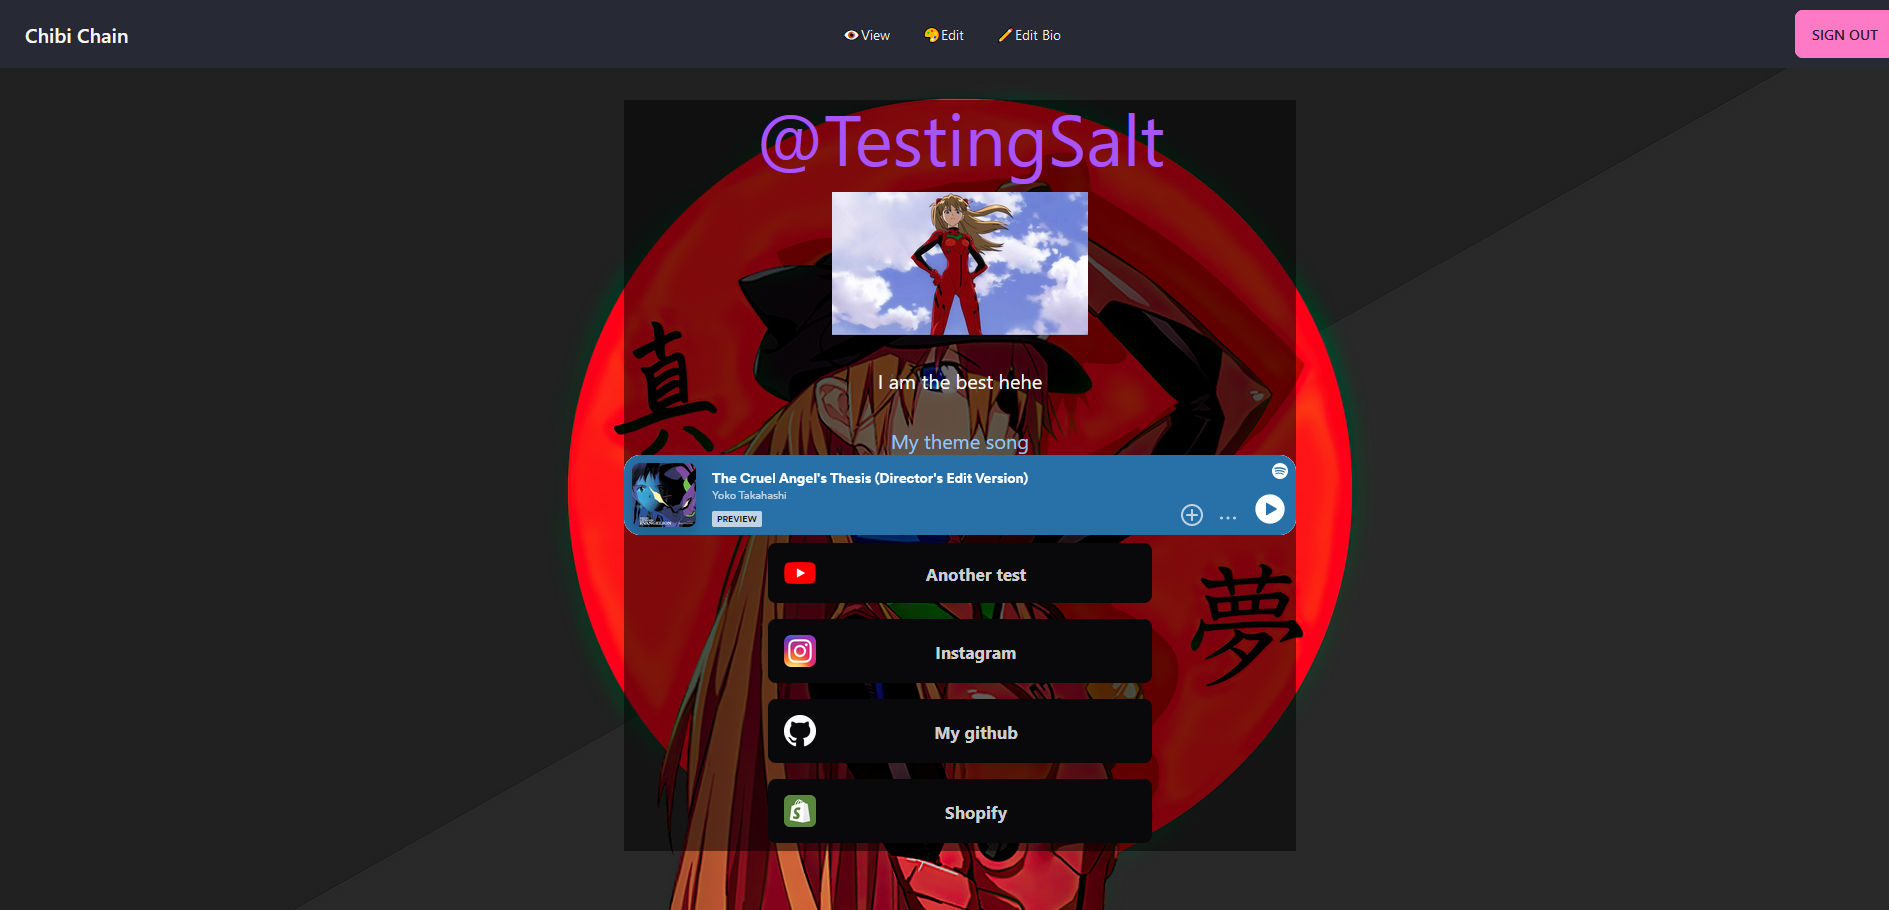 Chibi Chain
View
Edit
Edit Bio
SIGN OUT
@TestingSalt
真
I am the best hehe
My theme song
The Cruel Angel's Thesis (Director's Edit Version)
Yoko Takahashi
PREVIEW
...
Another test
夢
Instagram
My github
Shopify